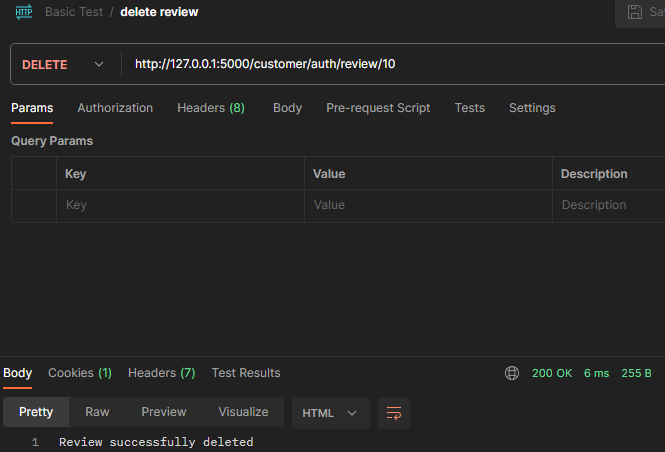 HTTP Basic Test / delete review
DELETE http://127.0.0.1:5000/customer/auth/review/10
Params Authorization Headers (8) Body Pre-request Script Tests Settings
Query Params
Key Value Description
Key Value Description
Body Cookies (1) Headers (7) Test Results 200 OK 6 ms 255 B
Pretty Raw Preview Visualize HTML
1 Review successfully deleted